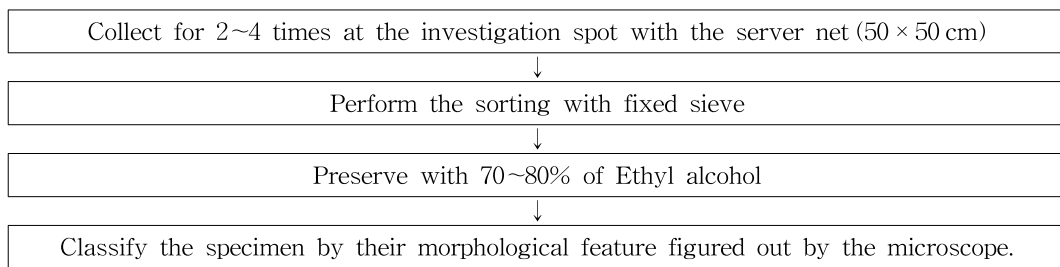 Collect for 2~4 times at the investigation spot with the server net (50 × 50 cm)
Perform the sorting with fixed sieve
Preserve with 70~80% of Ethyl alcohol
Classify the specimen by their morphological feature figured out by the microscope.